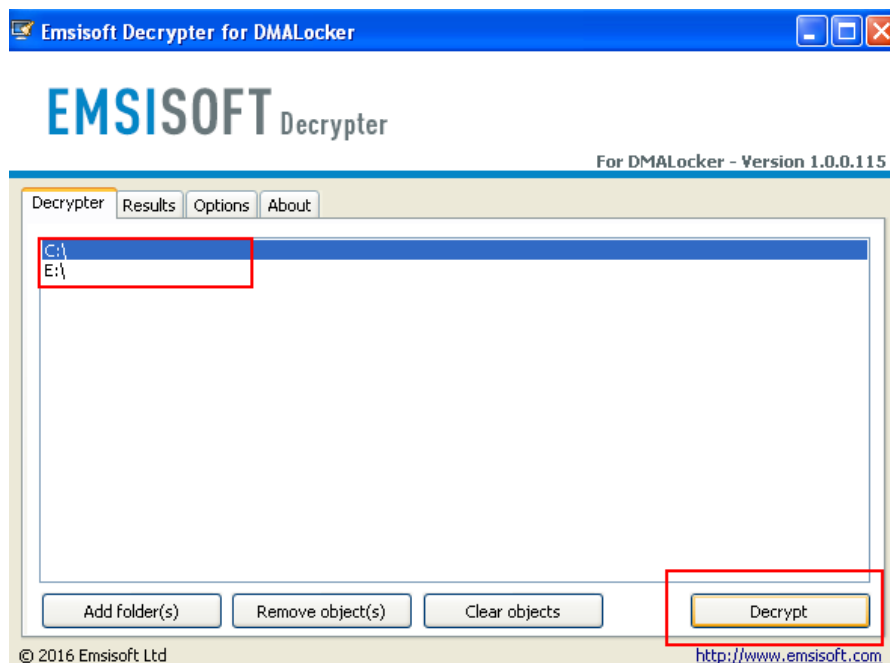 Emsisoft Decrypter for DMALocker
EMSISOFT Decrypter
For DMALocker - Version 1.0.0.115
Decrypter Results Options About
C:\
E:\
Add folder(s) Remove object(s) Clear objects Decrypt
© 2016 Emsisoft Ltd http://www.emsisoft.com